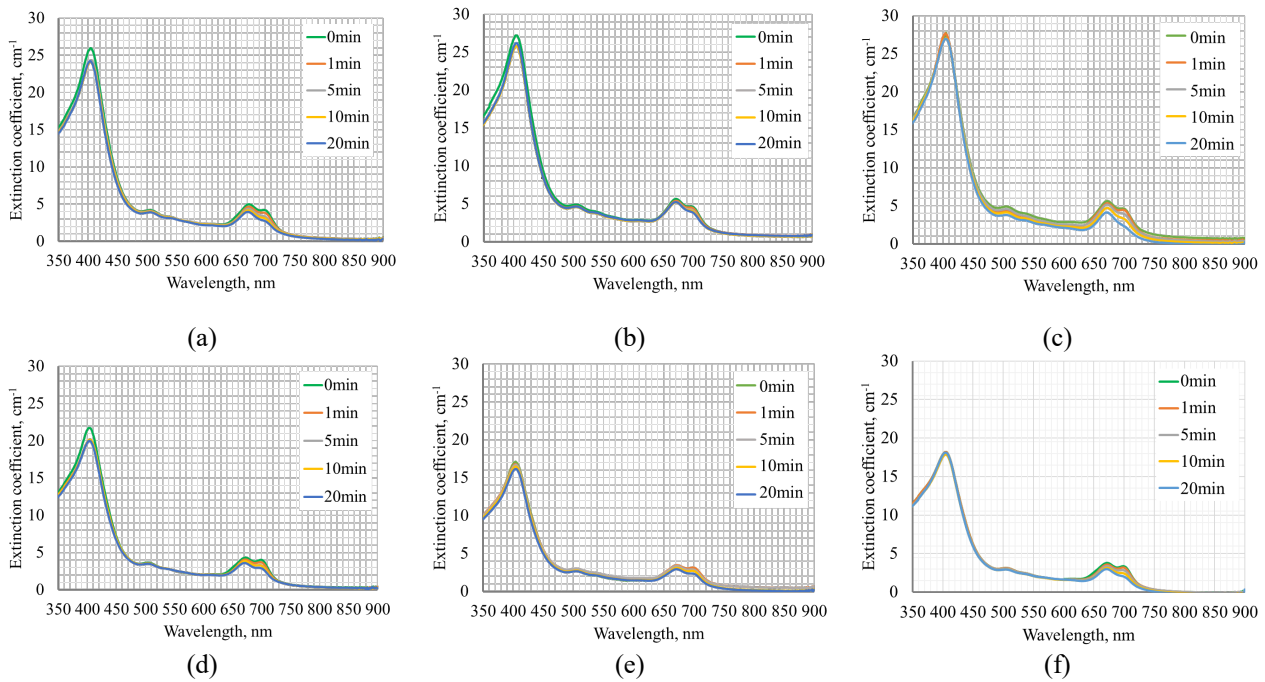 Extinction coefficient, cm-1
30
25
20
15
10
5
0
0min
1min
5min
10min
20min
350 400 450 500 550 600 650 700 750 800 850 900
Wavelength, nm
(a)
Extinction coefficient, cm-1
30
25
20
15
10
5
0
0min
1min
5min
10min
20min
350 400 450 500 550 600 650 700 750 800 850 900
Wavelength, nm
(b)
Extinction coefficient, cm-1
30
25
20
15
10
5
0
0min
1min
5min
10min
20min
350 400 450 500 550 600 650 700 750 800 850 900
Wavelength, nm
(c)
Extinction coefficient, cm-1
30
25
20
15
10
5
0
0min
1min
5min
10min
20min
350 400 450 500 550 600 650 700 750 800 850 900
Wavelength, nm
(d)
Extinction coefficient, cm-1
30
25
20
15
10
5
0
0min
1min
5min
10min
20min
350 400 450 500 550 600 650 700 750 800 850 900
Wavelength, nm
(e)
Extinction coefficient, cm-1
30
25
20
15
10
5
0
0min
1min
5min
10min
20min
350 400 450 500 550 600 650 700 750 800 850 900
Wavelength, nm
(f)